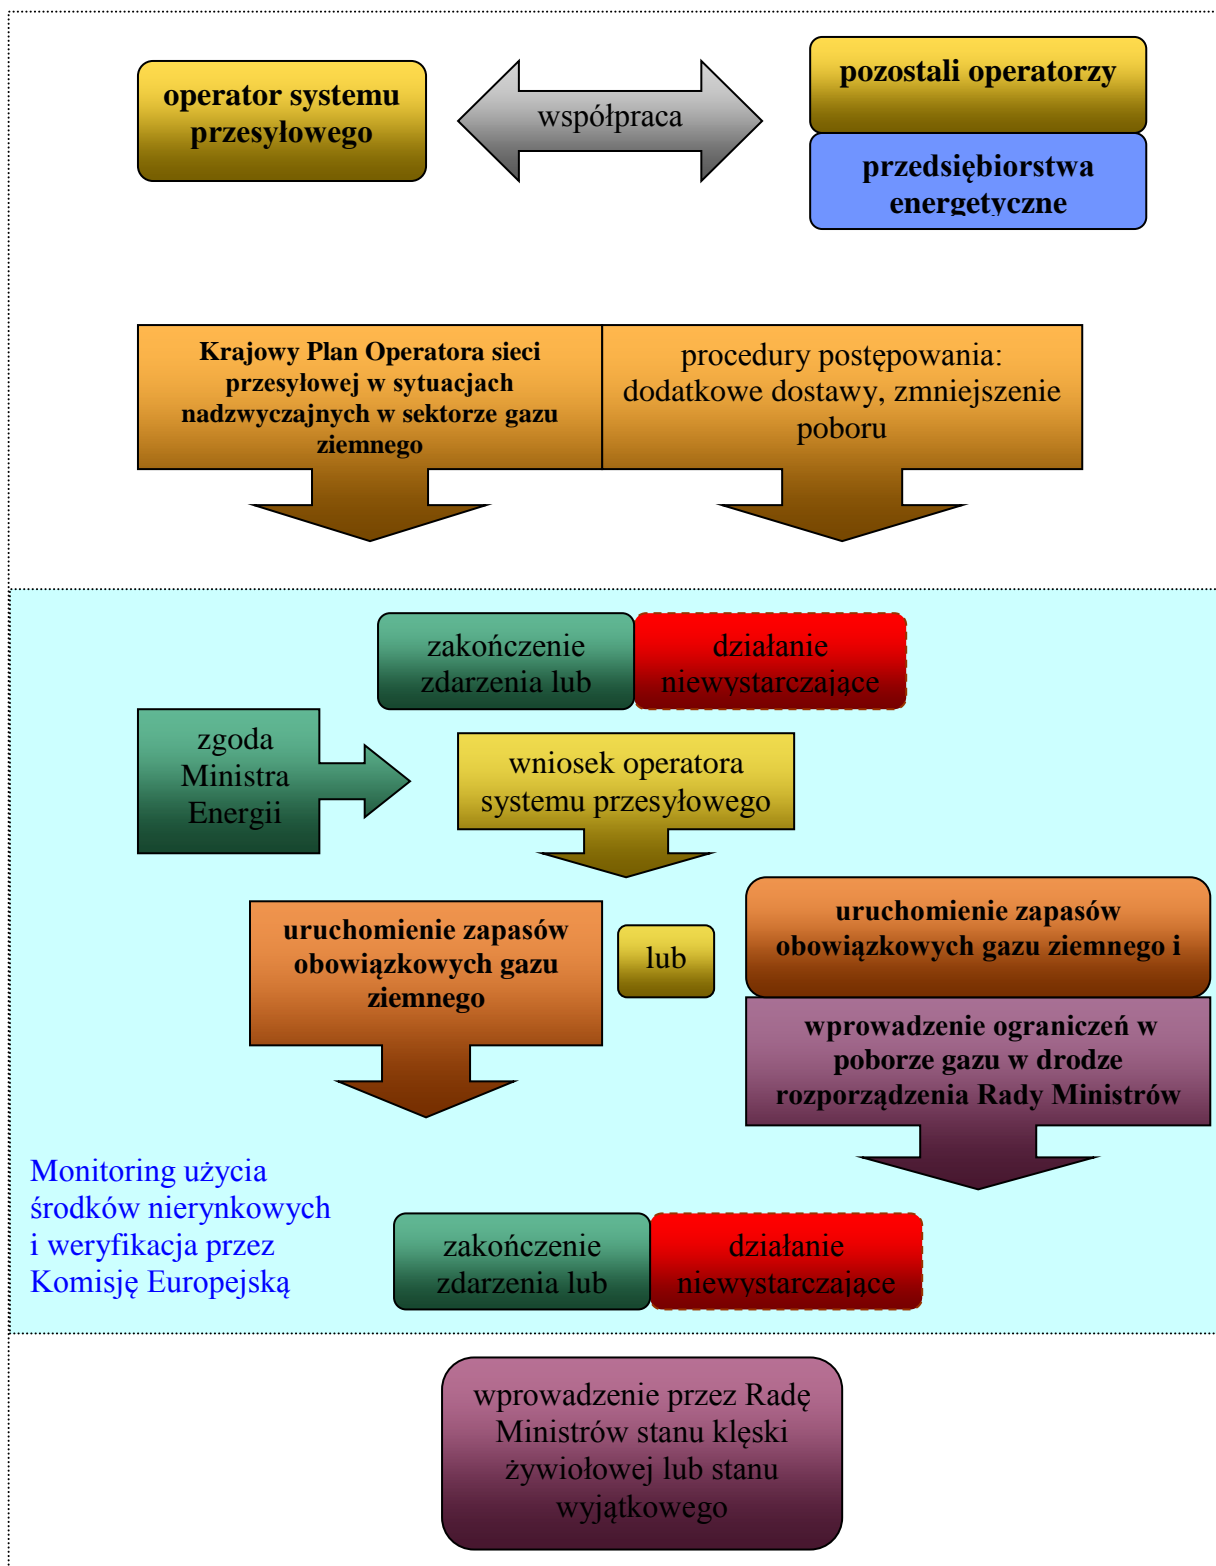 operator systemu
przesyłowego
współpraca
pozostali operatorzy
przedsiębiorstwa
energetyczne
Krajowy Plan Operatora sieci
przesyłowej w sytuacjach
nadzwyczajnych w sektorze gazu
ziemnego
procedury postępowania:
dodatkowe dostawy, zmniejszenie
poboru
zakończenie
zdarzenia lub
działanie
niewystarczające
zgoda
Ministra
Energii
wniosek operatora
systemu przesyłowego
uruchomienie zapasów
obowiązkowych gazu
ziemnego
lub
uruchomienie zapasów
obowiązkowych gazu ziemnego i
wprowadzenie ograniczeń w
poborze gazu w drodze
rozporządzenia Rady Ministrów
Monitoring użycia
środków nierynkowych
i weryfikacja przez
Komisję Europejską
zakończenie
zdarzenia lub
działanie
niewystarczające
wprowadzenie przez Radę
Ministrów stanu klęski
żywiołowej lub stanu
wyjątkowego